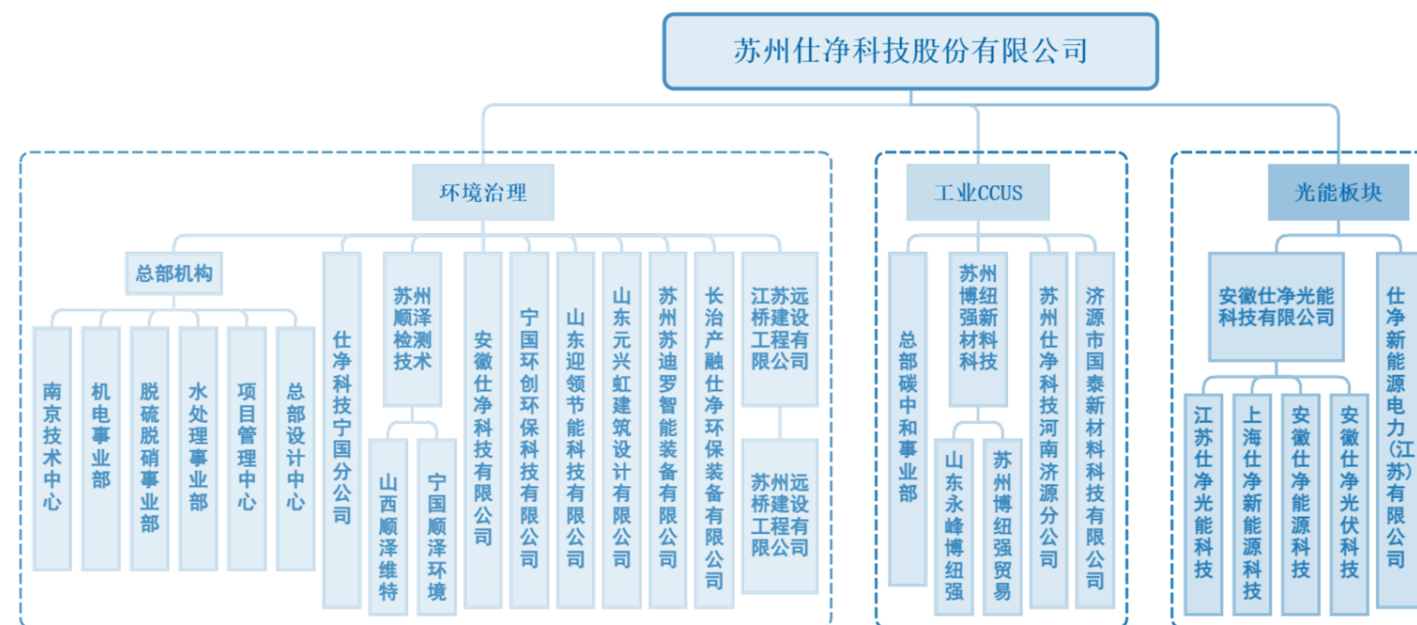 苏州仕净科技股份有限公司
环境治理
工业CCUS
光能板块
总部机构
南京技术中心
机电事业部
脱硫脱硝事业部
水处理事业部
项目管理中心
总部设计中心
仕净科技宁国分公司
苏州
顺泽
检测
技术
山西顺泽维特
宁国顺泽环境
安徽仕净科技有限公司
宁国环创环保科技有限公司
山东迎领节能科技有限公司
山东元兴虹建筑设计有限公司
苏州苏迪罗智能装备有限公司
长治产融仕净环保装备有限公司
江苏远
桥建设
工程有
限公司
苏州远
桥建设
工程有
限公司
总部碳中和事业部
苏州
博纽
强新
材料
科技
山东永峰博纽强
苏州博纽强贸易
苏州仕净科技河南济源分公司
济源市国泰新材料科技有限公司
安徽仕净光能
科技有限公司
江苏仕净光能科技
上海仕净新能源科技
安徽仕净能源科技
安徽仕净光伏科技
仕净新能源电力(江苏)有限公司